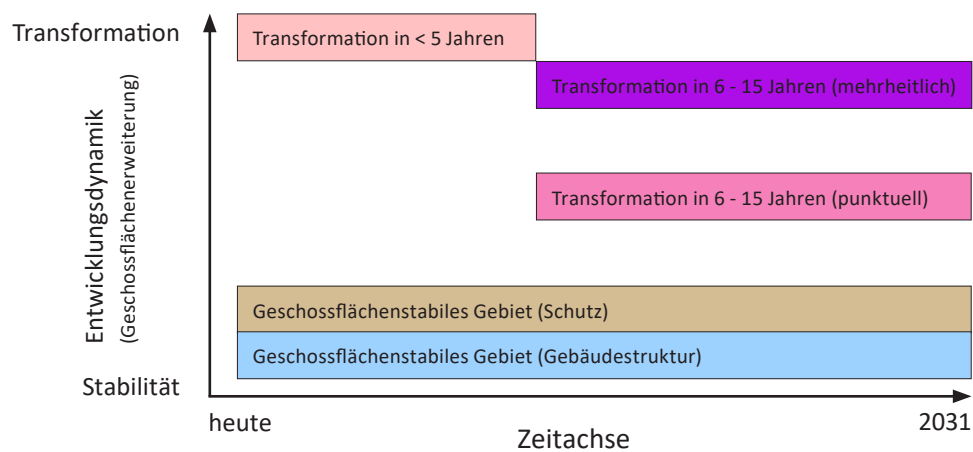 Transformation
Transformation in < 5 Jahren
Transformation in 6 - 15 Jahren (mehrheitlich)
Entwicklungsdynamik
(Geschossflächenerweiterung)
Transformation in 6 - 15 Jahren (punktuell)
Geschossflächenstabiles Gebiet (Schutz)
Geschossflächenstabiles Gebiet (Gebäudestruktur)
Stabilität
heute
2031
Zeitachse